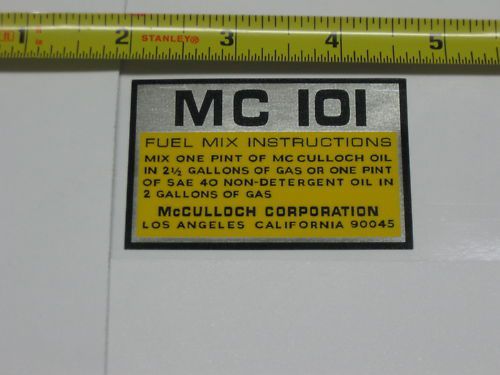 1 2 STANLEY® 3 4 5
MC 101
FUEL MIX INSTRUCTIONS
MIX ONE PINT OF MC CULLOCH OIL
IN 2½ GALLONS OF GAS OR ONE PINT
OF SAE 40 NON-DETERGENT OIL IN
2 GALLONS OF GAS
McCULLOCH CORPORATION
LOS ANGELES CALIFORNIA 90045